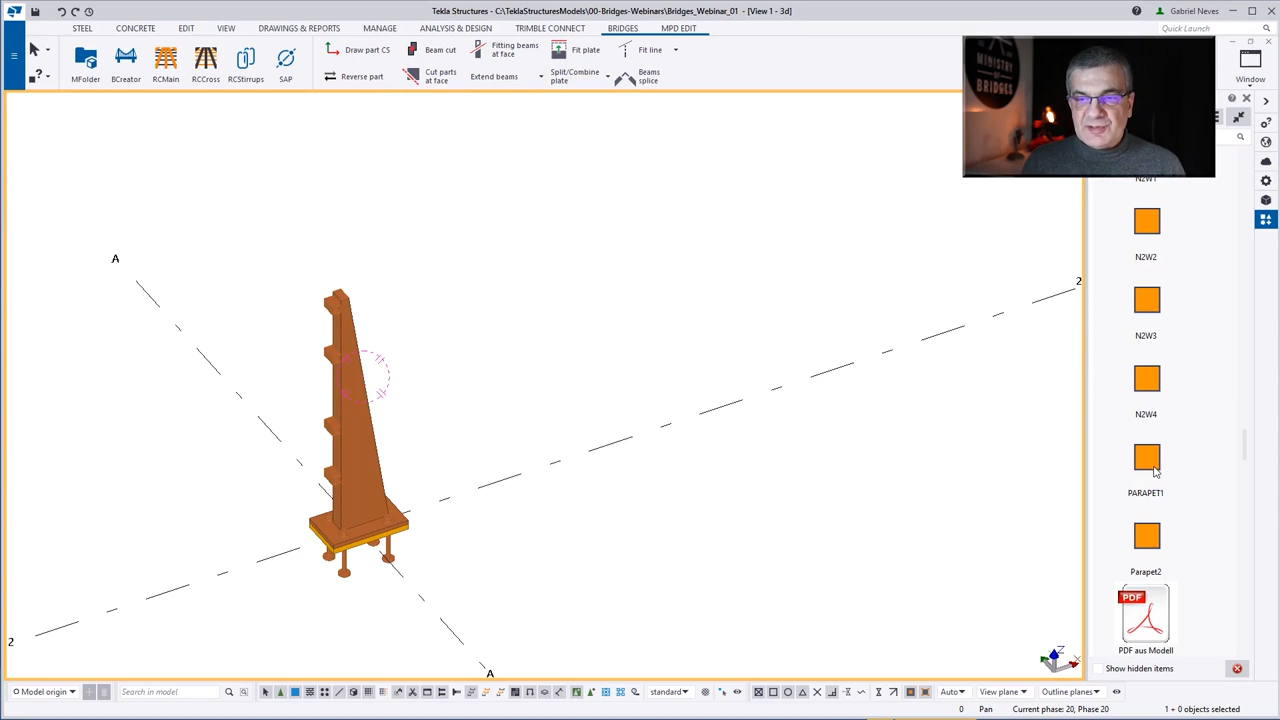 Tekla Structures - C:\TeklaStructuresModels\00-Bridges-Webinars\Bridges_Webinar_01 - [View 1 - 3d]
Gabriel Neves
STEEL CONCRETE EDIT VIEW DRAWINGS & REPORTS MANAGE ANALYSIS & DESIGN TRIMBLE CONNECT BRIDGES MPD EDIT
Quick Launch
MFolder BCreator RCMain RCCross RCStirrups SAP
Draw part CS
Reverse part
Beam cut
Cut parts
at face
Fitting beams
at face
Extend beams
Fit plate
Split/Combine
plate
Fit line
Beams
splice
Window
MINISTRY
OF
BRIDGES
A
2
2
A
Z
N2W1
N2W2
N2W3
N2W4
PARAPET1
Parapet2
PDF
PDF aus Modell
Show hidden items
Model origin
Search in model
standard
Auto
View plane
Outline planes
0 Pan Current phase: 20, Phase 20 1 + 0 objects selected